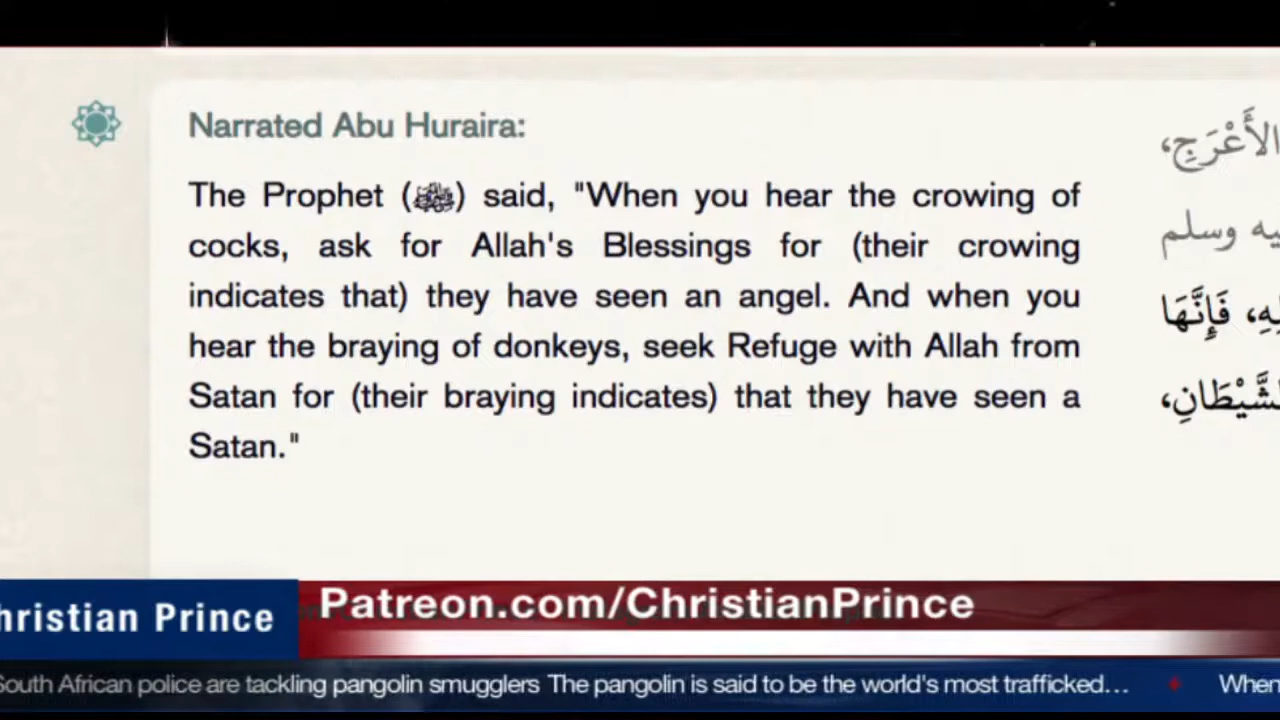 Narrated Abu Huraira:
The Prophet (ﷺ) said, "When you hear the crowing of
cocks, ask for Allah's Blessings for (their crowing
indicates that) they have seen an angel. And when you
hear the braying of donkeys, seek Refuge with Allah from
Satan for (their braying indicates) that they have seen a
Satan."
الأَعْرَجِ،
يه وسلم
لِهِ، فَإِنَّهَا
لشَّيْطَانِ،
hristian Prince
Patreon.com/ChristianPrince
South African police are tackling pangolin smugglers The pangolin is said to be the world's most trafficked… When